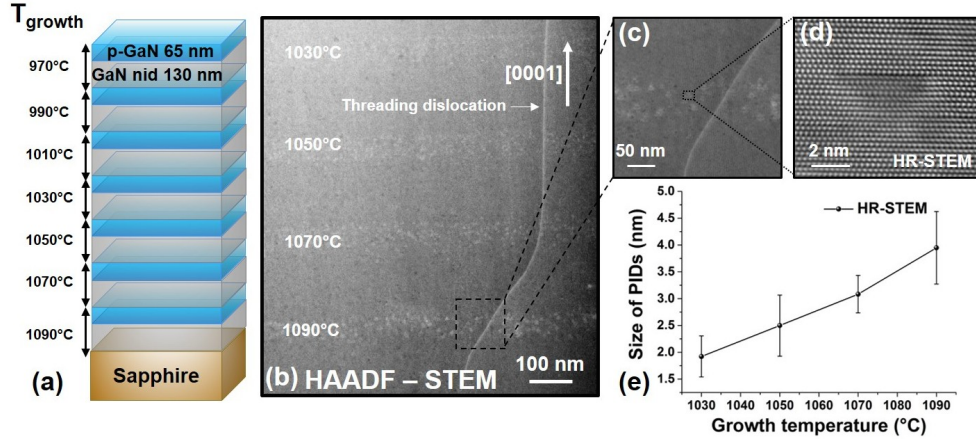 T growth
p-GaN 65 nm
970°C
GaN nid 130 nm
990°C
1010°C
1030°C
1050°C
1070°C
1090°C
Sapphire
(a)
1030°C
[0001]
Threading dislocation
1050°C
1070°C
1090°C
(b) HAADF – STEM
100 nm
(c)
50 nm
(d)
2 nm
HR-STEM
HR-STEM
Size of PIDs (nm)
5.0
4.5
4.0
3.5
3.0
2.5
2.0
1.5
1030 1040 1050 1060 1070 1080 1090
(e)
Growth temperature (°C)